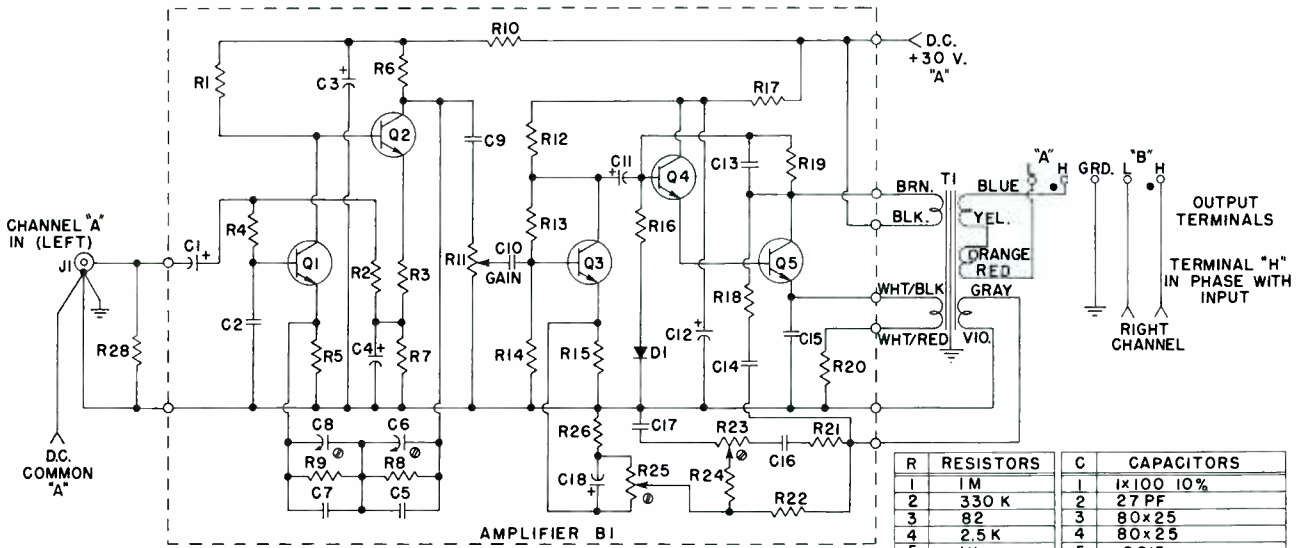 R10
D.C.
+30 V.
"A"
R1
C3
+
R6
R17
Q2
C9
R12
C11
+
Q4
C13
R19
"A"
L
H
GRD.
"B"
L
H
T1
BRN.
BLUE
BLK.
YEL.
OUTPUT
TERMINALS
CHANNEL "A"
IN (LEFT)
J1
C1
+
R4
Q1
R2
R3
R11
GAIN
C10
R13
Q3
R16
Q5
ORANGE
RED
TERMINAL "H"
IN PHASE WITH
INPUT
WHT/BLK
GRAY
R18
C12
+
C15
WHT/RED
VIO.
RIGHT
CHANNEL
R28
C2
R5
C4
+
R7
R14
R15
D1
C14
R20
D.C.
COMMON
"A"
C8
C6
R26
C17
R23
R21
C16
R9
R8
C18
+
R25
R24
C7
C5
R22
AMPLIFIER B1
R RESISTORS
1 1M
2 330 K
3 82
4 2.5 K
C CAPACITORS
1 1x100 10%
2 27 PF
3 80x25
4 80x25